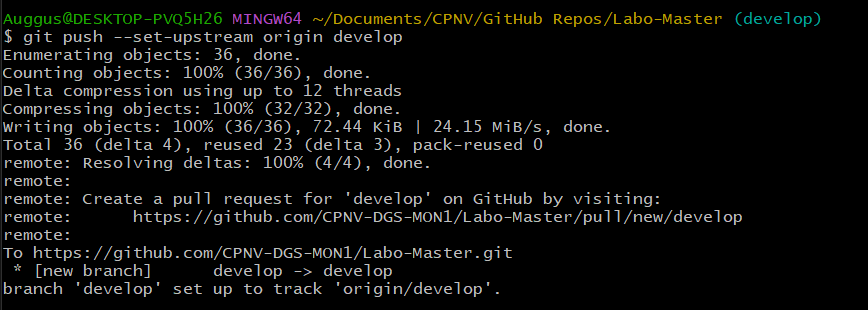 Auggus@DESKTOP-PVQ5H26 MINGW64 ~/Documents/CPNV/GitHub Repos/Labo-Master (develop)
$ git push --set-upstream origin develop
Enumerating objects: 36, done.
Counting objects: 100% (36/36), done.
Delta compression using up to 12 threads
Compressing objects: 100% (32/32), done.
Writing objects: 100% (36/36), 72.44 KiB | 24.15 MiB/s, done.
Total 36 (delta 4), reused 23 (delta 3), pack-reused 0
remote: Resolving deltas: 100% (4/4), done.
remote:
remote: Create a pull request for 'develop' on GitHub by visiting:
remote:      https://github.com/CPNV-DGS-MON1/Labo-Master/pull/new/develop
remote:
To https://github.com/CPNV-DGS-MON1/Labo-Master.git
 * [new branch]      develop -> develop
branch 'develop' set up to track 'origin/develop'.